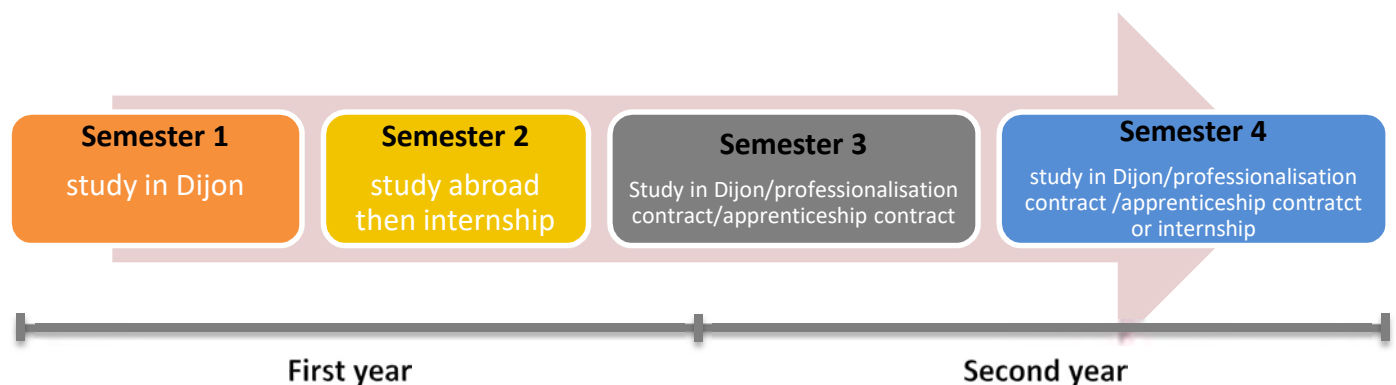 Semester 1
study in Dijon
Semester 2
study abroad
then internship
Semester 3
Study in Dijon/professionalisation
contract/apprenticeship contract
Semester 4
study in Dijon/professionalisation
contract /apprenticeship contratct
or internship
First year
Second year